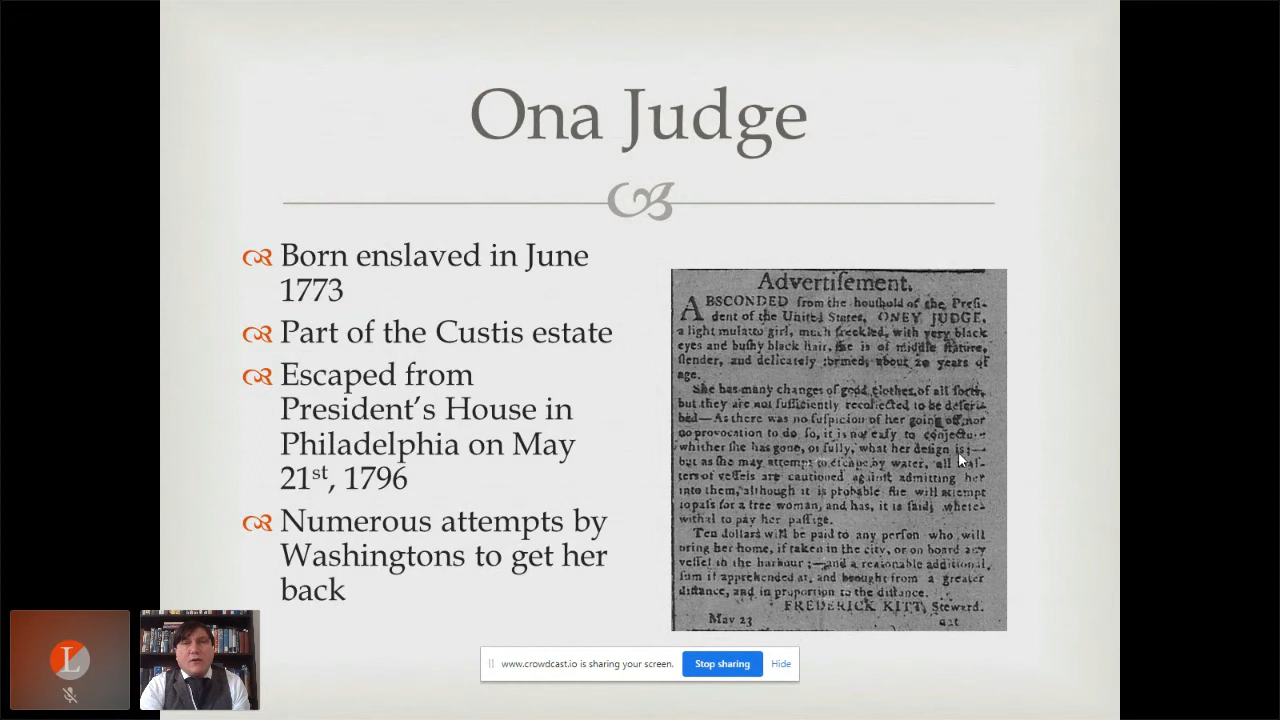 Ona Judge
Born enslaved in June
1773
Part of the Custis estate
Escaped from
President’s House in
Philadelphia on May
21st, 1796
Numerous attempts by
Washingtons to get her
back
Advertiſement.
ABSCONDED from the houſhold of the Preſi-
dent of the United States, ONEY JUDGE,
a light mulatto girl, much freckled, with very black
eyes and buſhy black hair, ſhe is of middle ſtature,
ſlender, and delicately formed, about 20 years of
age.
She has many changes of good clothes of all ſorts,
but they are not ſufficiently recollected to be deſcri-
bed—As there was no ſuſpicion of her going off, nor
no provocation to do ſo, it is not eaſy to conjecture
whither ſhe has gone, or fully, what her deſign is;—
but as ſhe may attempt to eſcape by water, all maſ-
ters of veſſels are cautioned againſt admitting her
into them, although it is probable ſhe will attempt
to paſs for a free woman, and has, it is ſaid, where-
withal to pay her paſſage.
Ten dollars will be paid to any perſon who will
bring her home, if taken in the city, or on board any
veſſel in the harbour;—and a reaſonable additional
ſum if apprehended at, and brought from a greater
diſtance, and in proportion to the diſtance.
FREDERICK KITT, Steward.
May 23
L
www.crowdcast.io is sharing your screen. Stop sharing Hide